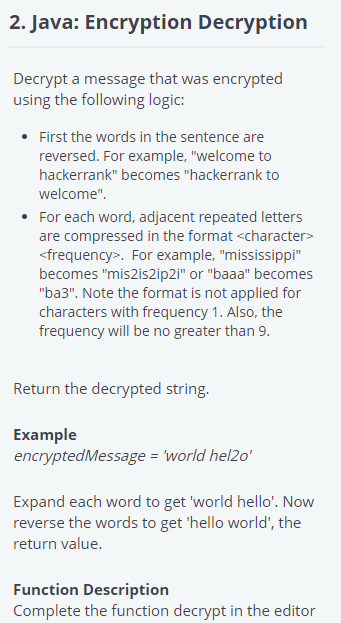 2. Java: Encryption Decryption
Decrypt a message that was encrypted
using the following logic:
• First the words in the sentence are
reversed. For example, "welcome to
hackerrank" becomes "hackerrank to
welcome".
• For each word, adjacent repeated letters
are compressed in the format <character>
<frequency>. For example, "mississippi"
becomes "mis2is2ip2i" or "baaa" becomes
"ba3". Note the format is not applied for
characters with frequency 1. Also, the
frequency will be no greater than 9.
Return the decrypted string.
Example
encryptedMessage = 'world hel2o'
Expand each word to get 'world hello'. Now
reverse the words to get 'hello world', the
return value.
Function Description
Complete the function decrypt in the editor